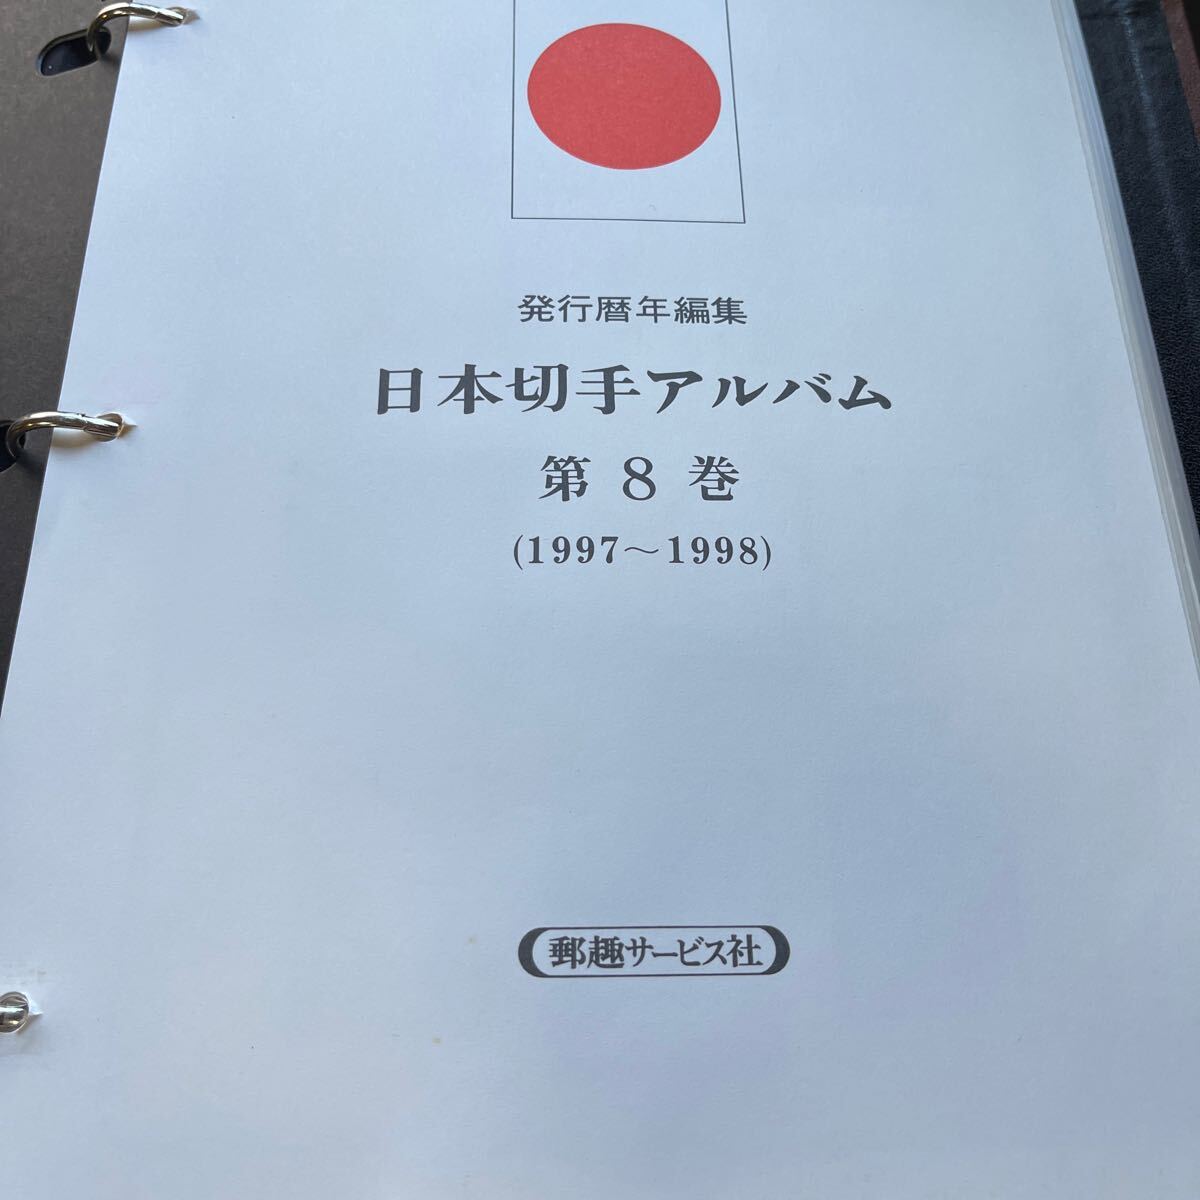 発行暦年編集
日本切手アルバム
第8巻
(1997～1998)
郵趣サービス社